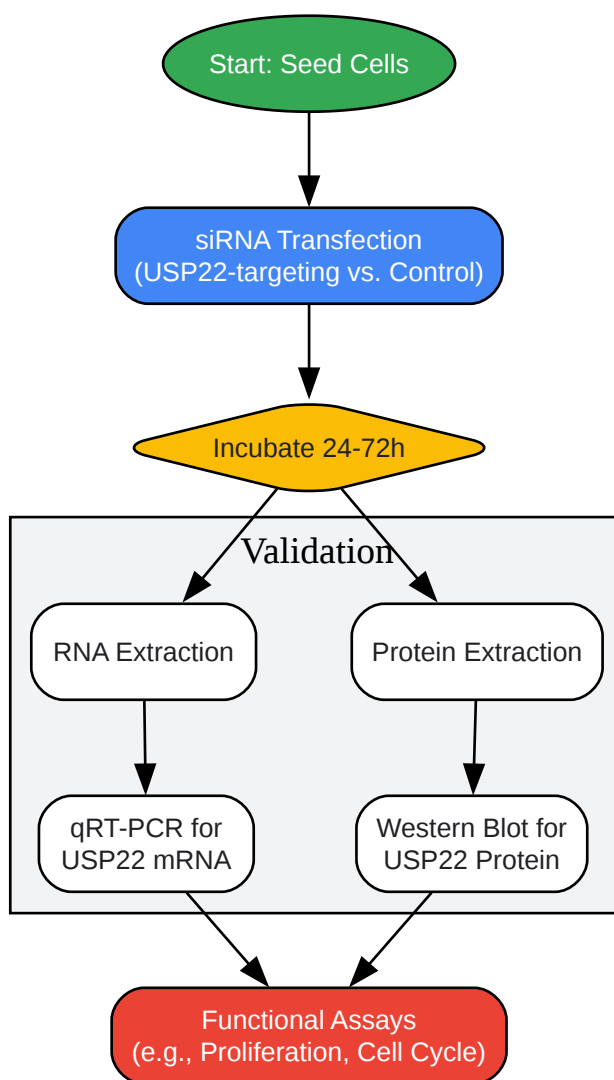 Start: Seed Cells
siRNA Transfection
(USP22-targeting vs. Control)
Incubate 24-72h
Validation
RNA Extraction
Protein Extraction
qRT-PCR for
USP22 mRNA
Western Blot for
USP22 Protein
Functional Assays
(e.g., Proliferation, Cell Cycle)